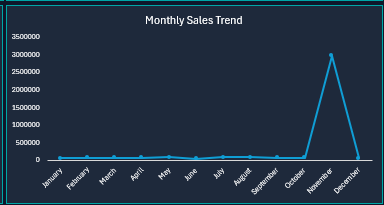 Monthly Sales Trend
3500000
3000000
2500000
2000000
1500000
1000000
500000
0
January
February
March
April
May
June
July
August
September
October
November
December